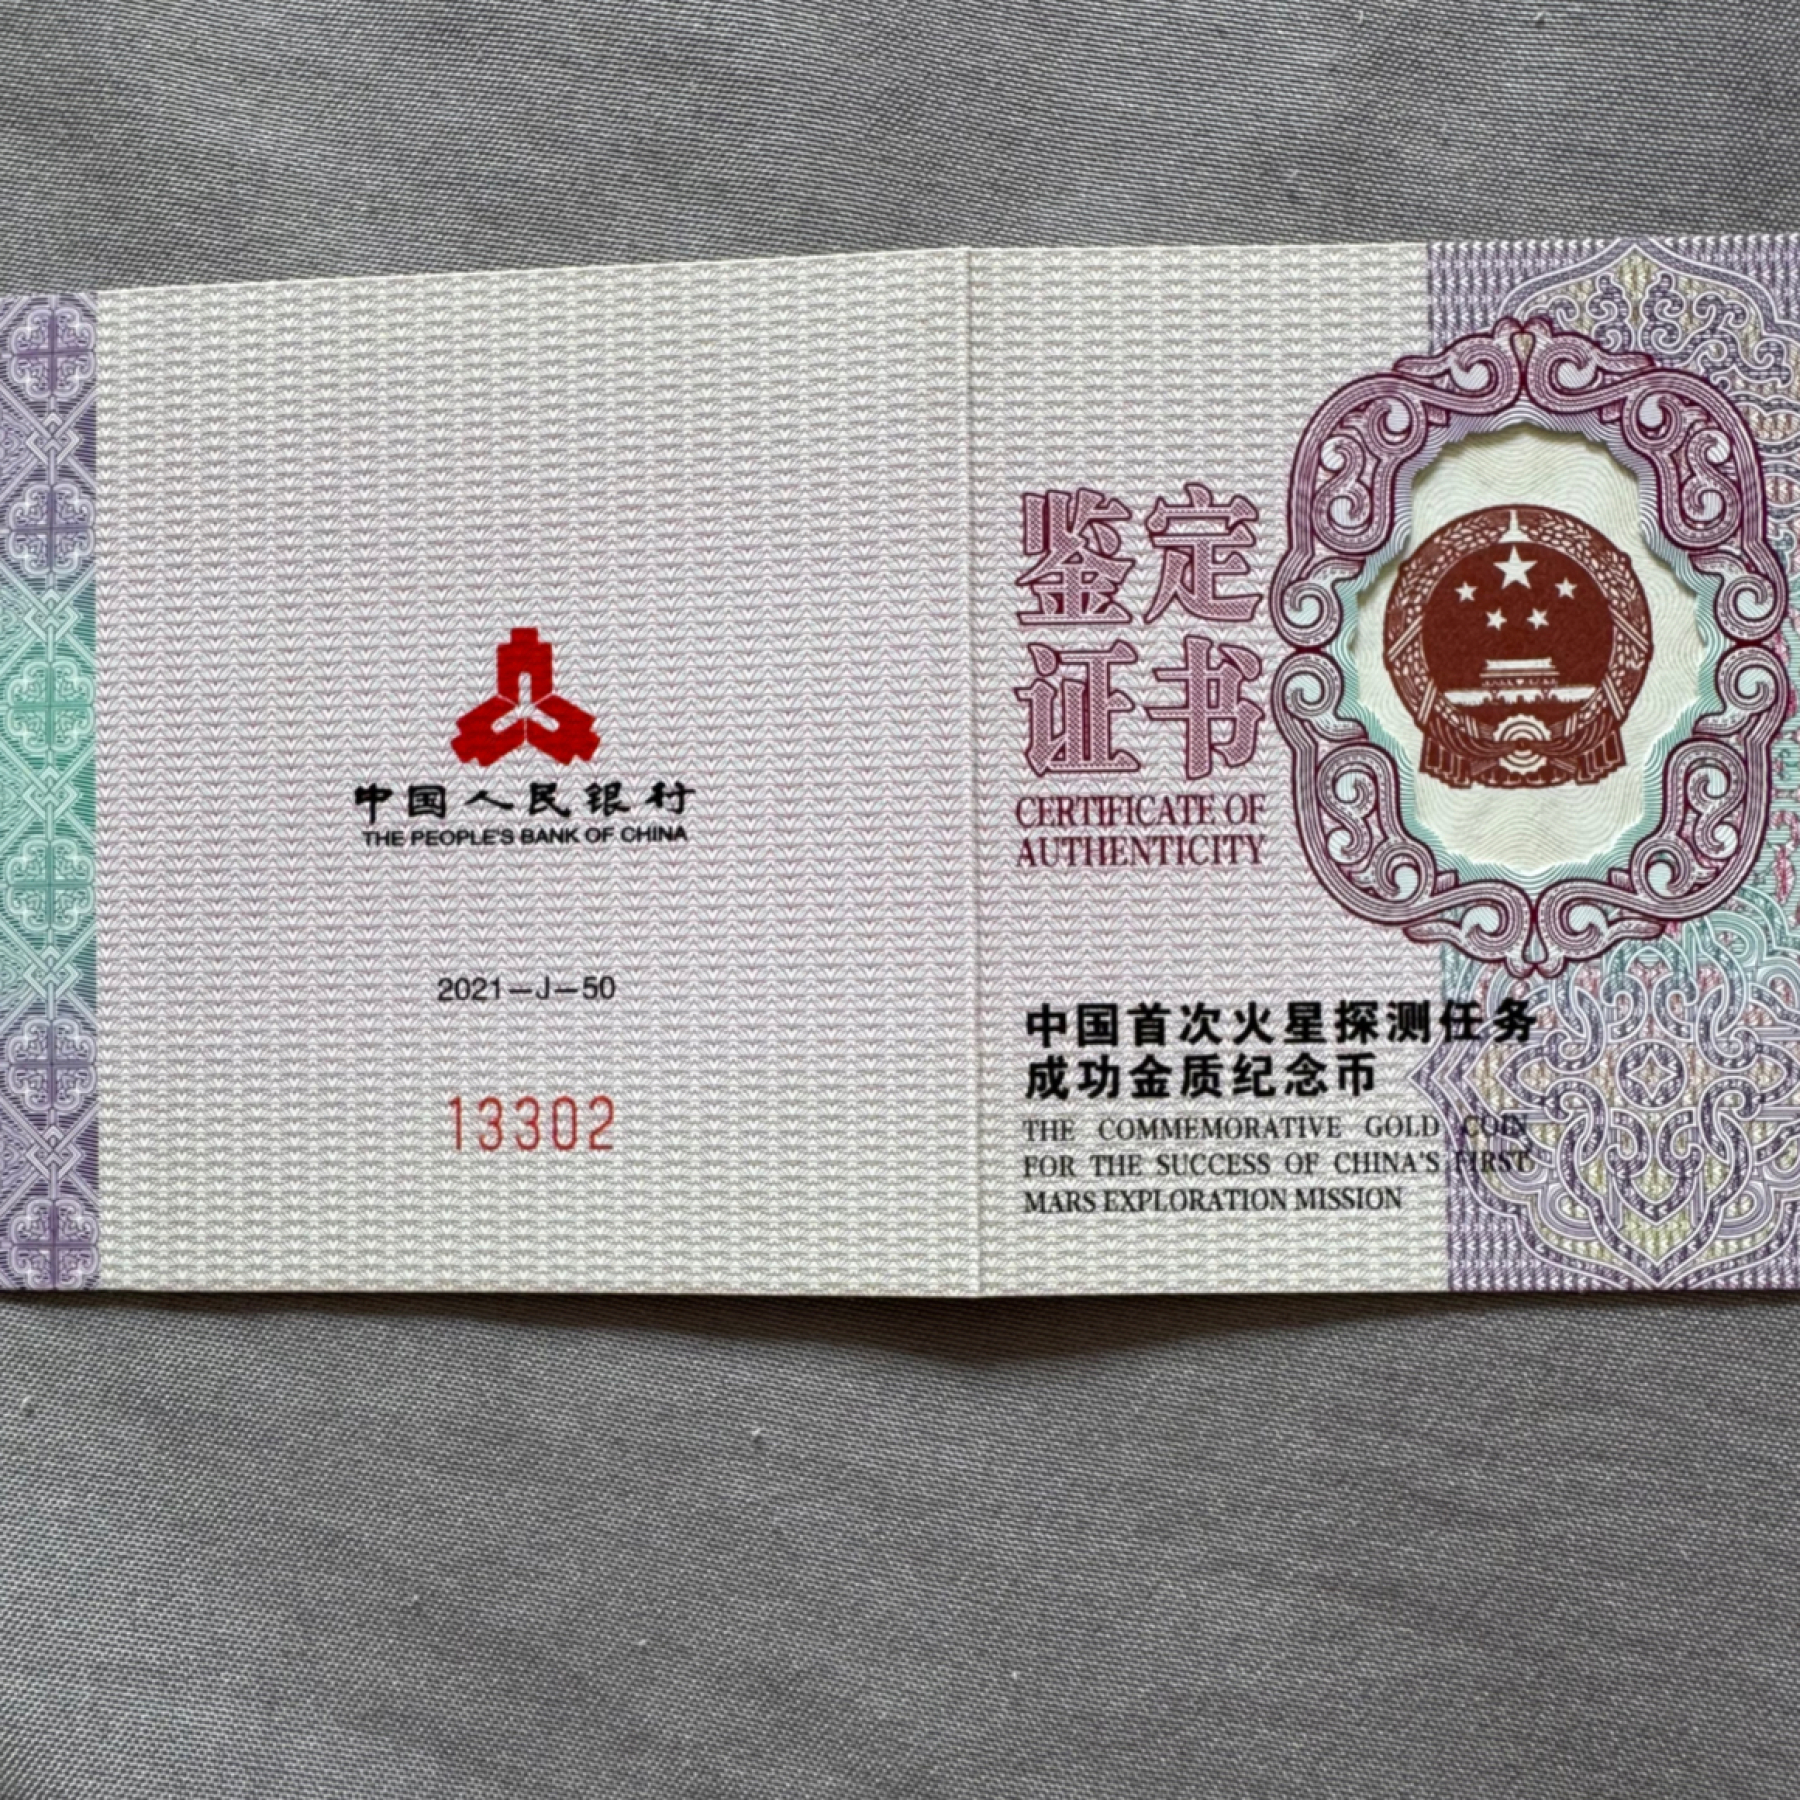 中国人民银行
THE PEOPLE'S BANK OF CHINA
2021—J—50
13302
鉴定
证书
CERTIFICATE OF
AUTHENTICITY
中国首次火星探测任务
成功金质纪念币
THE COMMEMORATIVE GOLD COIN
FOR THE SUCCESS OF CHINA'S FIRST
MARS EXPLORATION MISSION